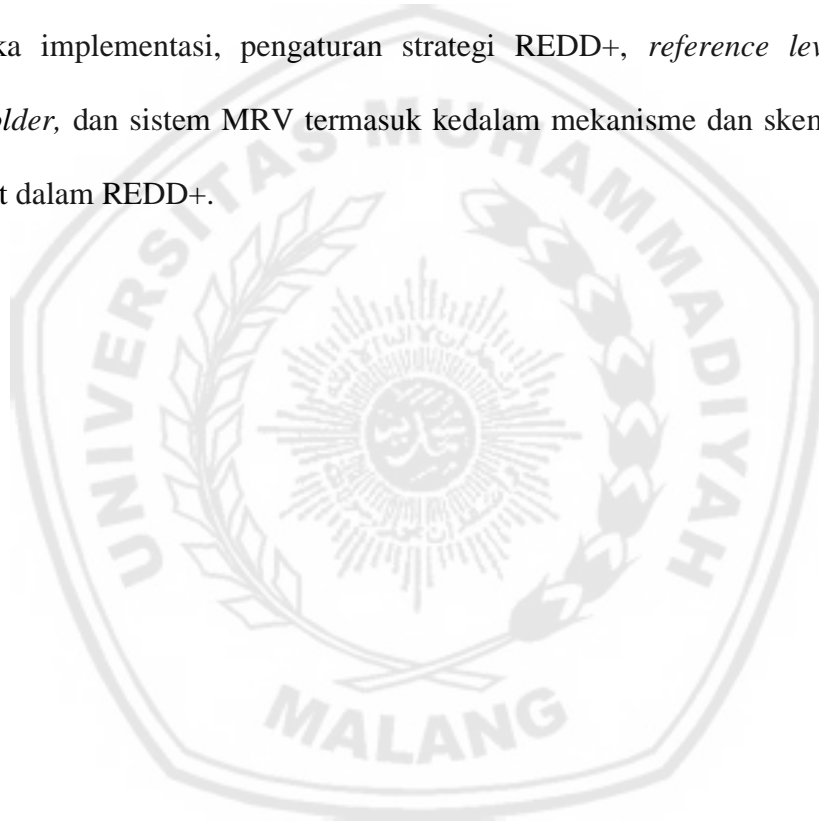 ka implementasi, pengaturan strategi REDD+, reference lev
older, dan sistem MRV termasuk kedalam mekanisme dan sken
t dalam REDD+.
UNIVERSITAS MUHAMMADIYAH
MALANG